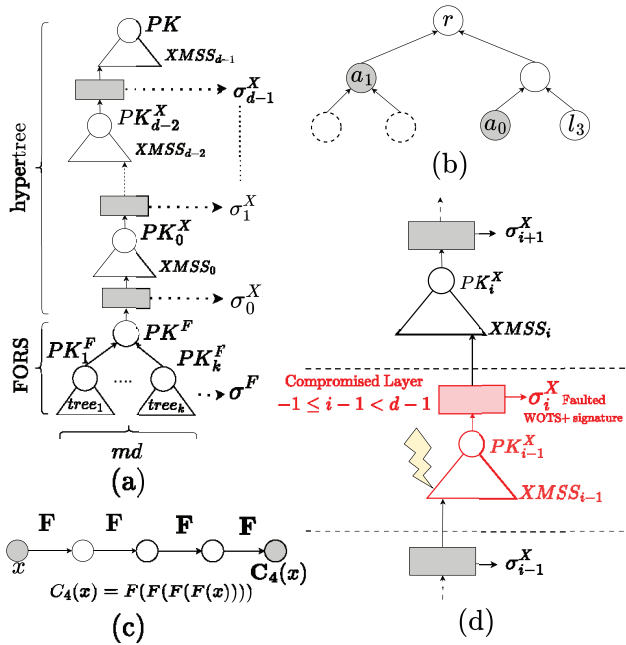 PK
XMSS_{d-1}
σ^X_{d-1}
PK^X_{d-2}
XMSS_{d-2}
hypertree
σ^X_1
PK^X_0
XMSS_0
σ^X_0
FORS
PK^F
PK^F_1
PK^F_k
....
tree_1
tree_k
σ^F
md
(a)
r
a_1
a_0
l_3
(b)
F F F F
x
C_4(x)
C_4(x) = F(F(F(F(x))))
(c)
σ^X_{i+1}
PK^X_i
XMSS_i
Compromised Layer
-1 ≤ i - 1 < d - 1
σ^X_i Faulted
WOTS+ signature
PK^X_{i-1}
XMSS_{i-1}
σ^X_{i-1}
(d)